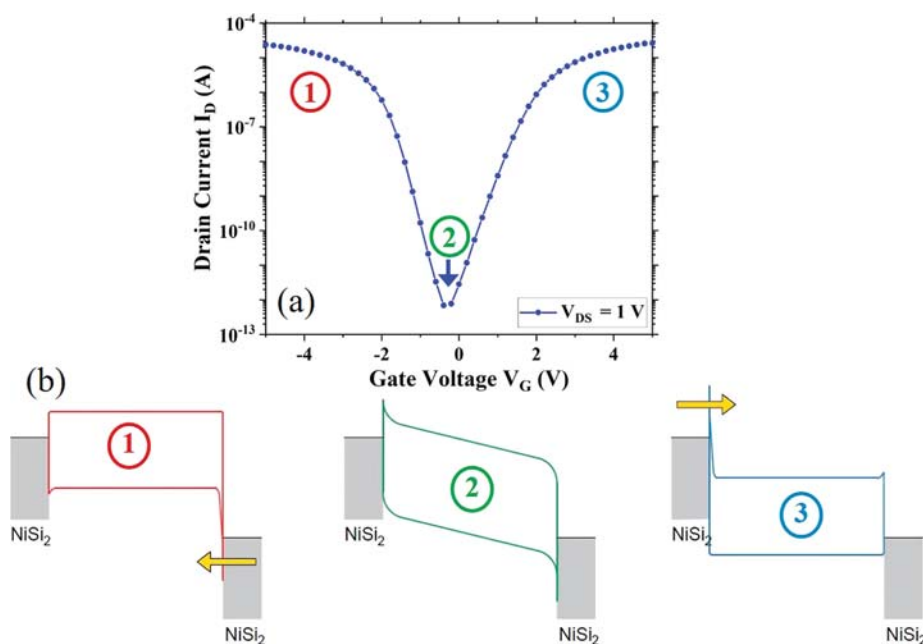 10⁻⁴
10⁻⁷
10⁻¹⁰
10⁻¹³
Drain Current I_D (A)
1
2
3
(a)
V_DS = 1 V
-4 -2 0 2 4
Gate Voltage V_G (V)
(b)
1
2
3
NiSi₂
NiSi₂
NiSi₂
NiSi₂
NiSi₂
NiSi₂